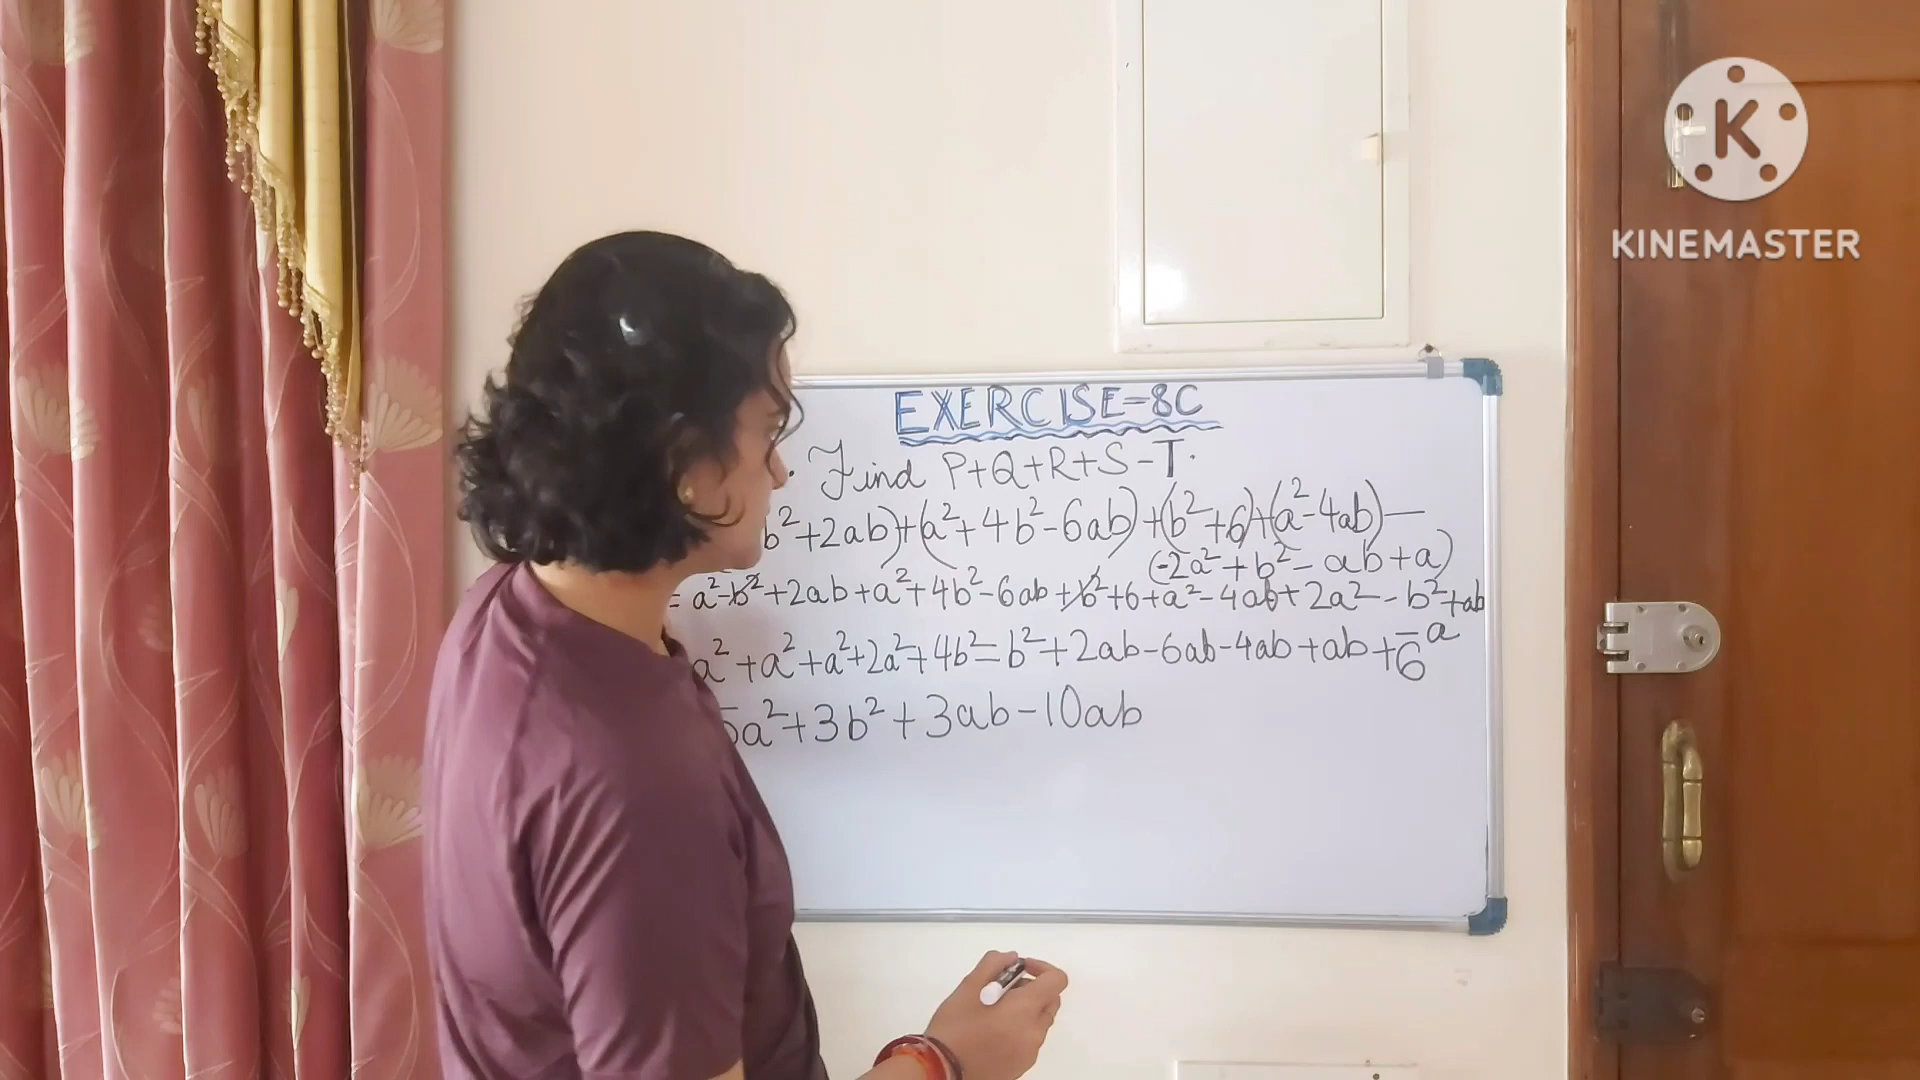 K
KINEMASTER
EXERCISE-8C
. Find P+Q+R+S-T.
b²+2ab)+(a²+4b²-6ab)+(b²+6)+(a²-4ab)-
(-2a²+b²-ab+a)
= a²-b²+2ab+a²+4b²-6ab+b²+6+a²-4ab+2a²-b²+ab
-a
a²+a²+a²+2a²+4b²-b²+2ab-6ab-4ab+ab+6
5a²+3b²+3ab-10ab